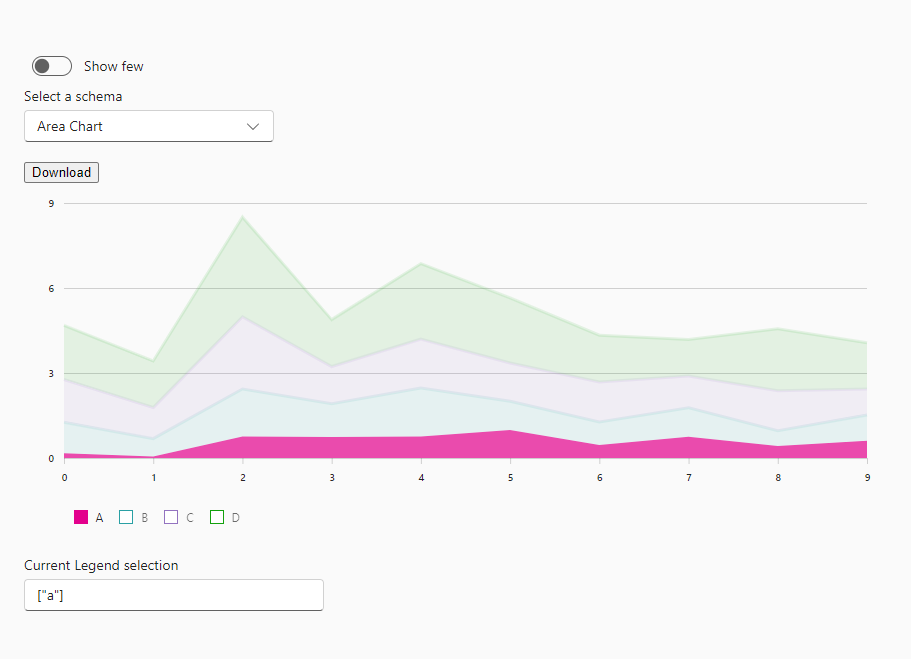 Show few
Select a schema
Area Chart
Download
9
6
3
0
0 1 2 3 4 5 6 7 8 9
A B C D
Current Legend selection
["a"]